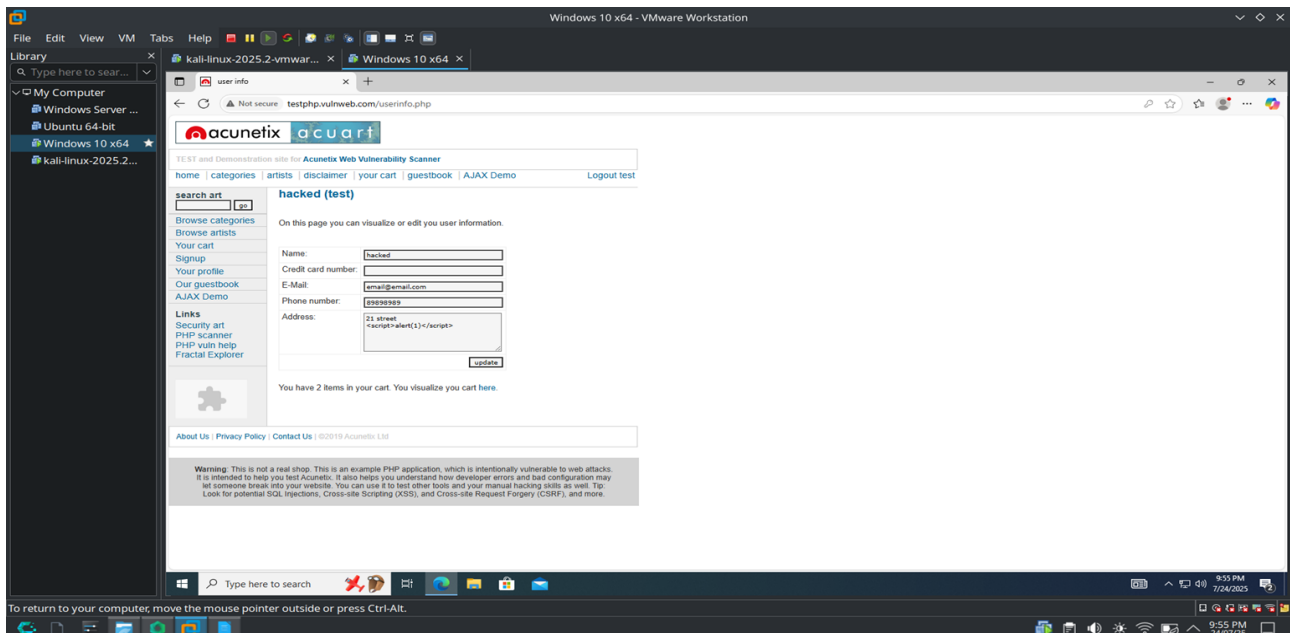 Windows 10 x64 - VMware Workstation
File Edit View VM Tabs Help
Library
Type here to sear...
My Computer
Windows Server ...
Ubuntu 64-bit
Windows 10 x64
kali-linux-2025.2...
kali-linux-2025.2-vmwar... Windows 10 x64
user info
Not secure testphp.vulnweb.com/userinfo.php
acunetix acuart
TEST and Demonstration site for Acunetix Web Vulnerability Scanner
home | categories | artists | disclaimer | your cart | guestbook | AJAX Demo Logout test
search art
go
Browse categories
Browse artists
Your cart
Signup
Your profile
Our guestbook
AJAX Demo
Links
Security art
PHP scanner
PHP vuln help
Fractal Explorer
hacked (test)
On this page you can visualize or edit you user information.
Name: hacked
Credit card number:
E-Mail: email@email.com
Phone number: 89898989
Address: 21 street
<script>alert(1)</script>
update
You have 2 items in your cart. You visualize you cart here.
About Us | Privacy Policy | Contact Us | ©2019 Acunetix Ltd
Warning: This is not a real shop. This is an example PHP application, which is intentionally vulnerable to web attacks.
It is intended to help you test Acunetix. It also helps you understand how developer errors and bad configuration may
let someone break into your website. You can use it to test other tools and your manual hacking skills as well. Tip:
Look for potential SQL Injections, Cross-site Scripting (XSS), and Cross-site Request Forgery (CSRF), and more.
Type here to search
9:55 PM
7/24/2025
To return to your computer, move the mouse pointer outside or press Ctrl-Alt.
9:55 PM
24/07/25